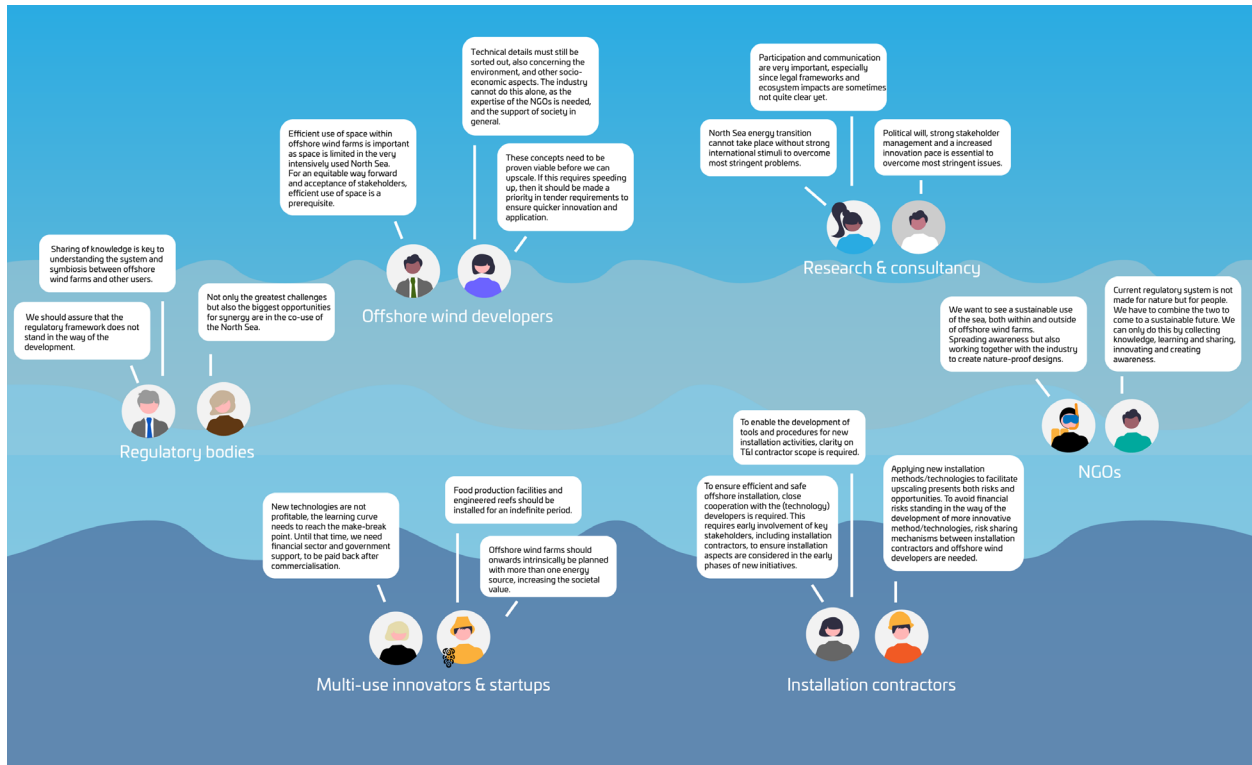 Technical details must still be
sorted out, also concerning the
environment, and other socio-
economic aspects. The industry
cannot do this alone, as the
expertise of the NGOs is needed,
and the support of society in
general.
Efficient use of space within
offshore wind farms is important
as space is limited in the very
intensively used North Sea.
For an equitable way forward
and acceptance of stakeholders,
efficient use of space is a
prerequisite.
These concepts need to be
proven viable before we can
upscale. If this requires speeding
up, then it should be made a
priority in tender requirements to
ensure quicker innovation and
application.
Offshore wind developers
Participation and communication
are very important, especially
since legal frameworks and
ecosystem impacts are sometimes
not quite clear yet.
North Sea energy transition
cannot take place without strong
international stimuli to overcome
most stringent problems.
Political will, strong stakeholder
management and a increased
innovation pace is essential to
overcome most stringent issues.
Research & consultancy
Sharing of knowledge is key to
understanding the system and
symbiosis between offshore
wind farms and other users.
We should assure that the
regulatory framework does not
stand in the way of the
development.
Not only the greatest challenges
but also the biggest opportunities
for synergy are in the co-use of
the North Sea.
Regulatory bodies
We want to see a sustainable use
of the sea, both within and outside
of offshore wind farms.
Spreading awareness but also
working together with the industry
to create nature-proof designs.
Current regulatory system is not
made for nature but for people.
We have to combine the two to
come to a sustainable future. We
can only do this by collecting
knowledge, learning and sharing,
innovating and creating
awareness.
NGOs
New technologies are not
profitable, the learning curve
needs to reach the make-break
point. Until that time, we need
financial sector and government
support, to be paid back after
commercialisation.
Food production facilities and
engineered reefs should be
installed for an indefinite period.
Offshore wind farms should
onwards intrinsically be planned
with more than one energy
source, increasing the societal
value.
Multi-use innovators & startups
To enable the development of
tools and procedures for new
installation activities, clarity on
T&I contractor scope is required.
To ensure efficient and safe
offshore installation, close
cooperation with the (technology)
developers is required. This
requires early involvement of key
stakeholders, including installation
contractors, to ensure installation
aspects are considered in the early
phases of new initiatives.
Applying new installation
methods/technologies to facilitate
upscaling presents both risks and
opportunities. To avoid financial
risks standing in the way of the
development of more innovative
method/technologies, risk sharing
mechanisms between installation
contractors and offshore wind
developers are needed.
Installation contractors